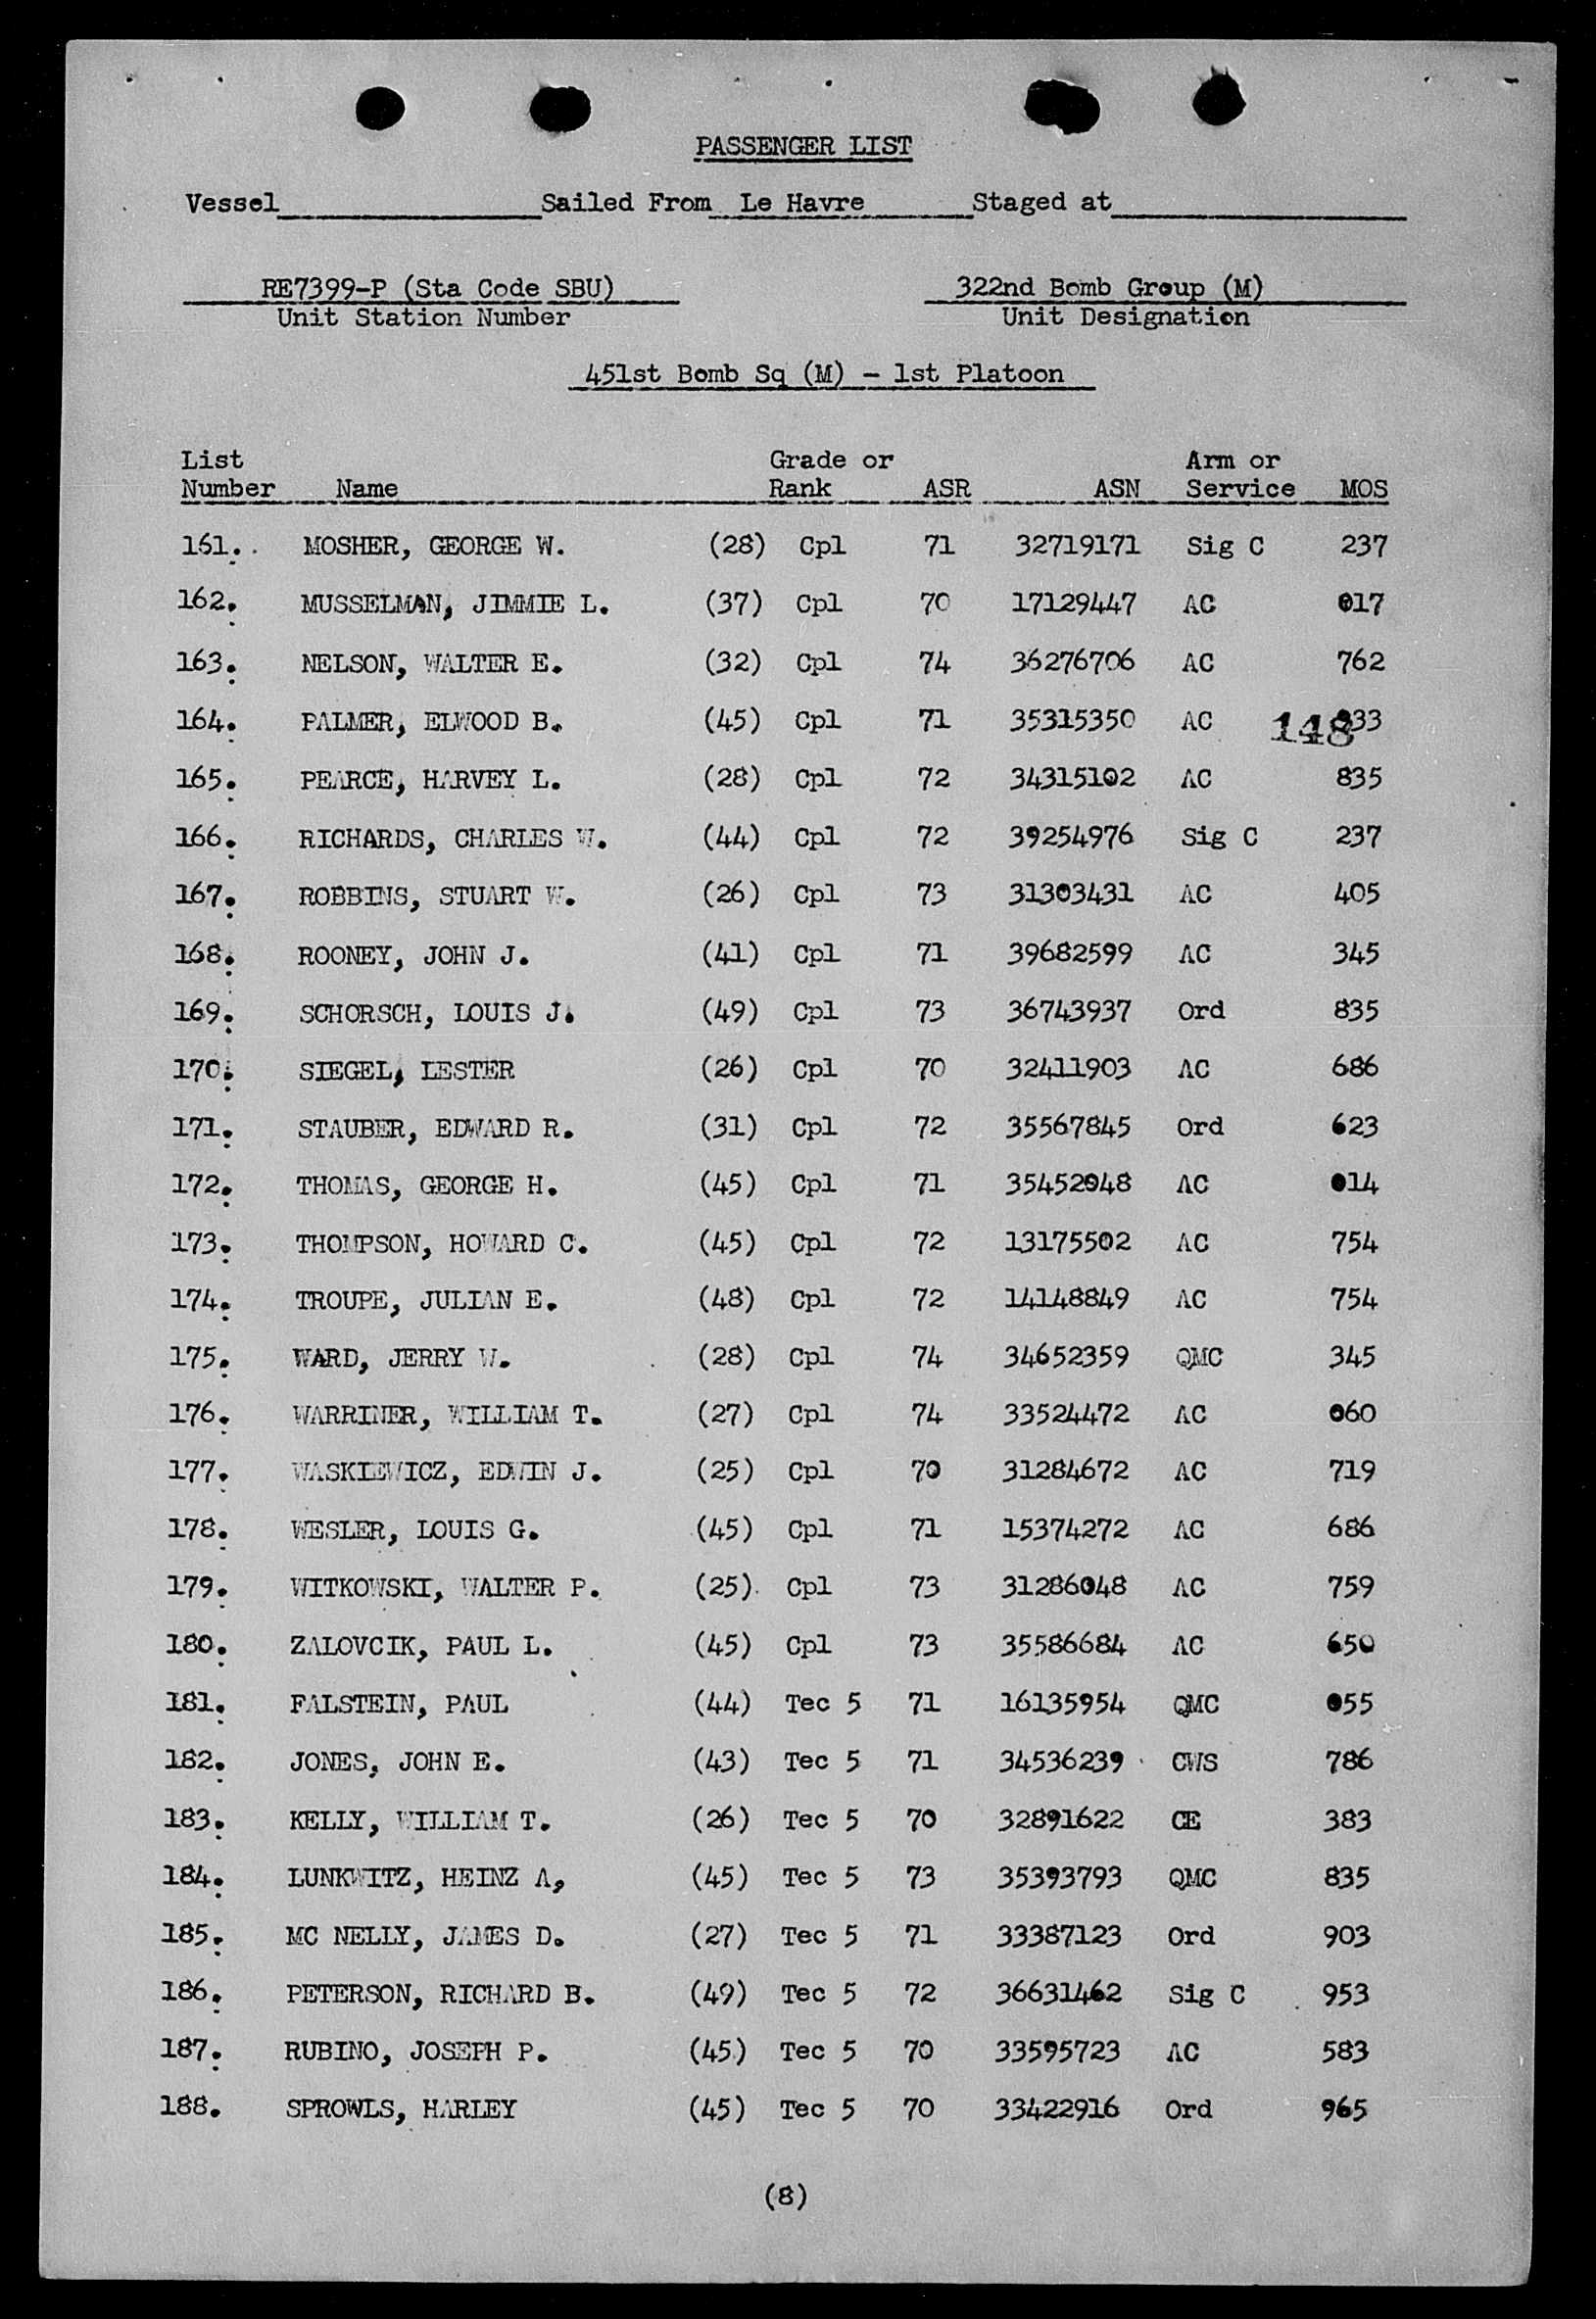 PASSENGER LIST
Vessel Sailed From Le Havre Staged at
RE7399-P (Sta Code SBU) 322nd Bomb Group (M)
Unit Station Number Unit Designation
451st Bomb Sq (M) - 1st Platoon
List Grade or Arm or
Number Name Rank ASR ASN Service MOS
161. MOSHER, GEORGE W. (28) Cpl 71 32719171 Sig C 237
162. MUSSELMAN, JIMMIE L. (37) Cpl 70 17129447 AC 017
163. NELSON, WALTER E. (32) Cpl 74 36276706 AC 762
164. PALMER, ELWOOD B. (45) Cpl 71 35315350 AC 148
165. PEARCE, HARVEY L. (28) Cpl 72 34315102 AC 835
166. RICHARDS, CHARLES W. (44) Cpl 72 39254976 Sig C 237
167. ROBBINS, STUART W. (26) Cpl 73 31303431 AC 405
168. ROONEY, JOHN J. (41) Cpl 71 39682599 AC 345
169. SCHORSCH, LOUIS J. (49) Cpl 73 36743937 Ord 835
170. SIEGEL, LESTER (26) Cpl 70 32411903 AC 686
171. STAUBER, EDWARD R. (31) Cpl 72 35567845 Ord 623
172. THOMAS, GEORGE H. (45) Cpl 71 35452048 AC 014
173. THOMPSON, HOWARD C. (45) Cpl 72 13175502 AC 754
174. TROUPE, JULIAN E. (48) Cpl 72 14148849 AC 754
175. WARD, JERRY W. (28) Cpl 74 34652359 QMC 345
176. WARRINER, WILLIAM T. (27) Cpl 74 33524472 AC 060
177. WASKIEWICZ, EDWIN J. (25) Cpl 70 31284672 AC 719
178. WESLER, LOUIS G. (45) Cpl 71 15374272 AC 686
179. WITKOWSKI, WALTER P. (25) Cpl 73 31286048 AC 759
180. ZALOVCIK, PAUL L. (45) Cpl 73 35586684 AC 650
181. FALSTEIN, PAUL (44) Tec 5 71 16135954 QMC 055
182. JONES, JOHN E. (43) Tec 5 71 34536239 CWS 786
183. KELLY, WILLIAM T. (26) Tec 5 70 32891622 CE 383
184. LUNKWITZ, HEINZ A, (45) Tec 5 73 35393793 QMC 835
185. MC NELLY, JAMES D. (27) Tec 5 71 33387123 Ord 903
186. PETERSON, RICHARD B. (49) Tec 5 72 36631462 Sig C 953
187. RUBINO, JOSEPH P. (45) Tec 5 70 33595723 AC 583
188. SPROWLS, HARLEY (45) Tec 5 70 33422916 Ord 965
(8)